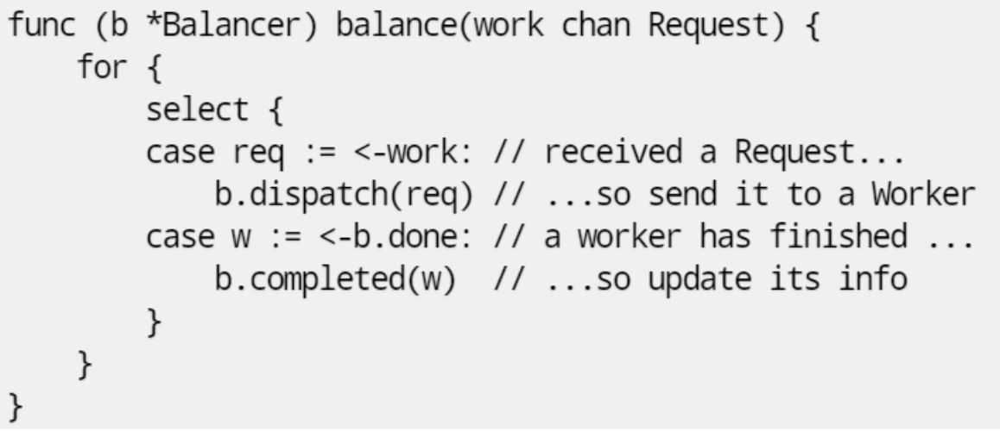 func (b *Balancer) balance(work chan Request) {
    for {
        select {
        case req := <-work: // received a Request...
            b.dispatch(req) // ...so send it to a Worker
        case w := <-b.done: // a worker has finished ...
            b.completed(w)  // ...so update its info
        }
    }
}